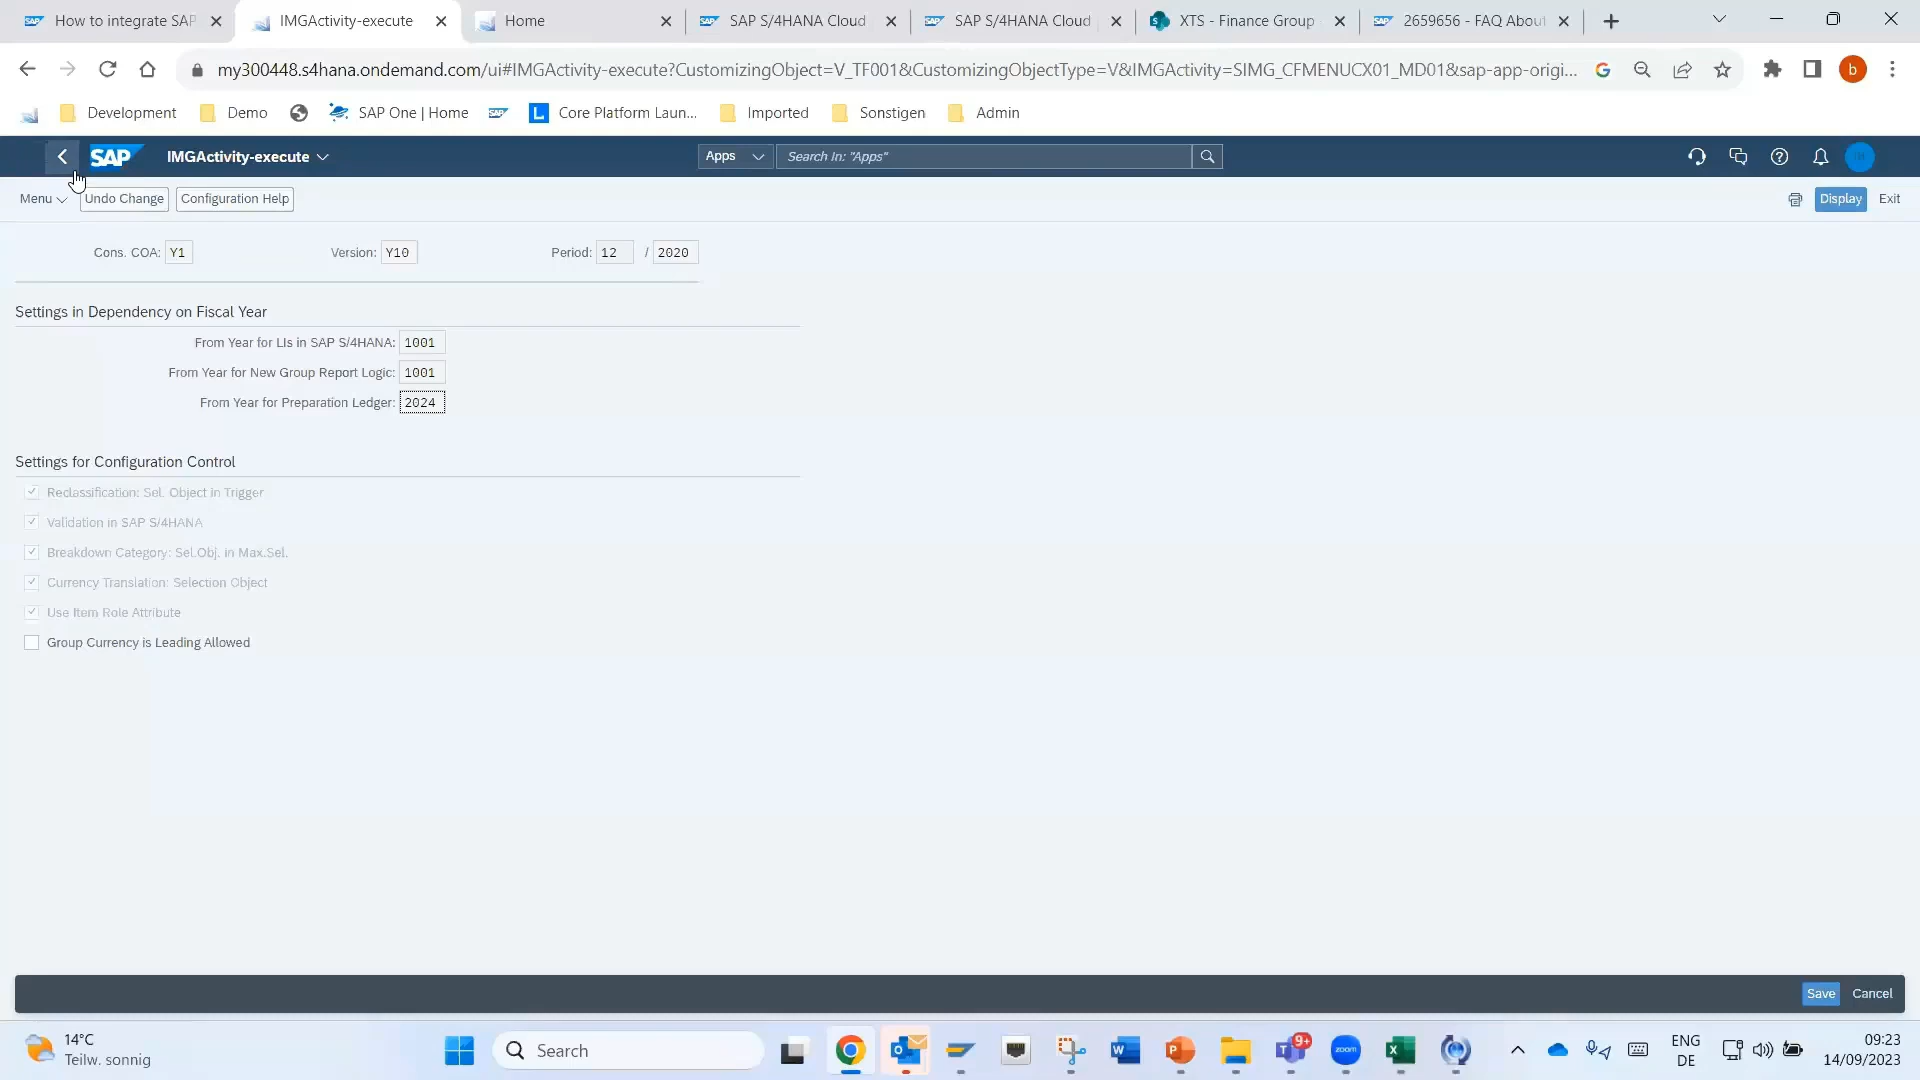 How to integrate SAP
IMGActivity-execute
Home
SAP S/4HANA Cloud
SAP S/4HANA Cloud
XTS - Finance Group
2659656 - FAQ About
my300448.s4hana.ondemand.com/ui#IMGActivity-execute?CustomizingObject=V_TF001&CustomizingObjectType=V&IMGActivity=SIMG_CFMENUCX01_MD01&sap-app-origi...
b
Development
Demo
SAP One | Home
L
Core Platform Laun...
Imported
Sonstigen
Admin
SAP
IMGActivity-execute
Apps
Search In: "Apps"
Menu
Undo Change
Configuration Help
Display
Exit
Cons. COA: Y1
Version: Y10
Period: 12 / 2020
Settings in Dependency on Fiscal Year
From Year for LIs in SAP S/4HANA: 1001
From Year for New Group Report Logic: 1001
From Year for Preparation Ledger: 2024
Settings for Configuration Control
Reclassification: Sel. Object in Trigger
Validation in SAP S/4HANA
Breakdown Category: Sel.Obj. in Max.Sel.
Currency Translation: Selection Object
Use Item Role Attribute
Group Currency is Leading Allowed
Save
Cancel
14°C
Teilw. sonnig
Search
9+
zoom
ENG
DE
09:23
14/09/2023